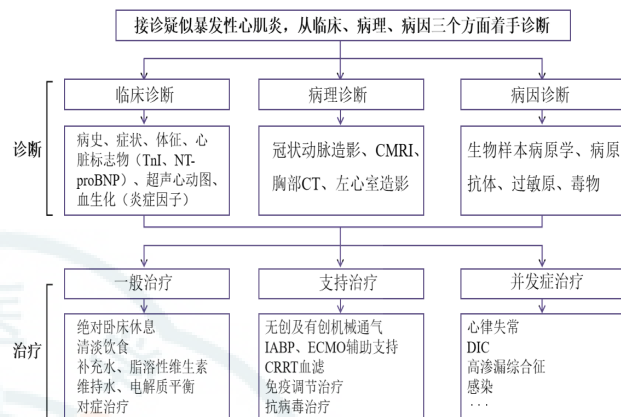 接诊疑似暴发性心肌炎，从临床、病理、病因三个方面着手诊断
诊断
临床诊断
病理诊断
病因诊断
病史、症状、体征、心
脏标志物（TnI、NT-
proBNP）、超声心动图、
血生化（炎症因子）
冠状动脉造影、CMRI、
胸部CT、左心室造影
生物样本病原学、病原
抗体、过敏原、毒物
治疗
一般治疗
支持治疗
并发症治疗
绝对卧床休息
清淡饮食
补充水、脂溶性维生素
维持水、电解质平衡
对症治疗
无创及有创机械通气
IABP、ECMO辅助支持
CRRT血滤
免疫调节治疗
抗病毒治疗
心律失常
DIC
高渗漏综合征
感染
···